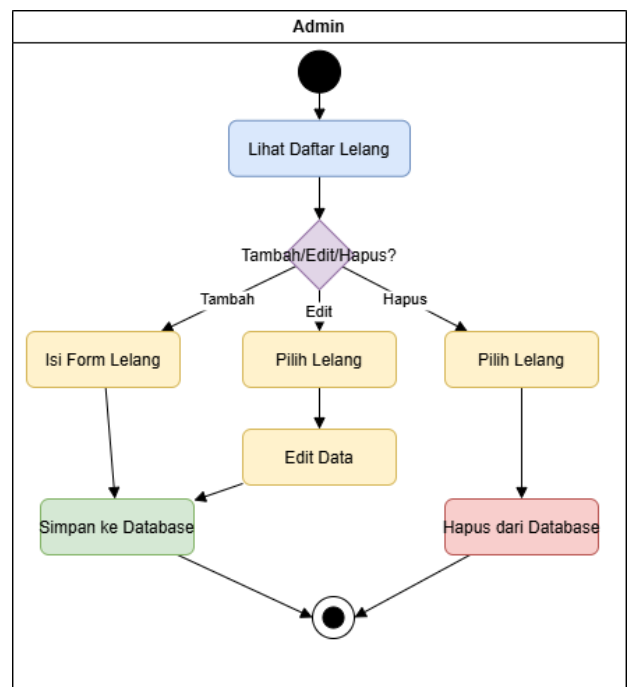 Admin
Lihat Daftar Lelang
Tambah/Edit/Hapus?
Tambah
Edit
Hapus
Isi Form Lelang
Pilih Lelang
Pilih Lelang
Edit Data
Simpan ke Database
Hapus dari Database